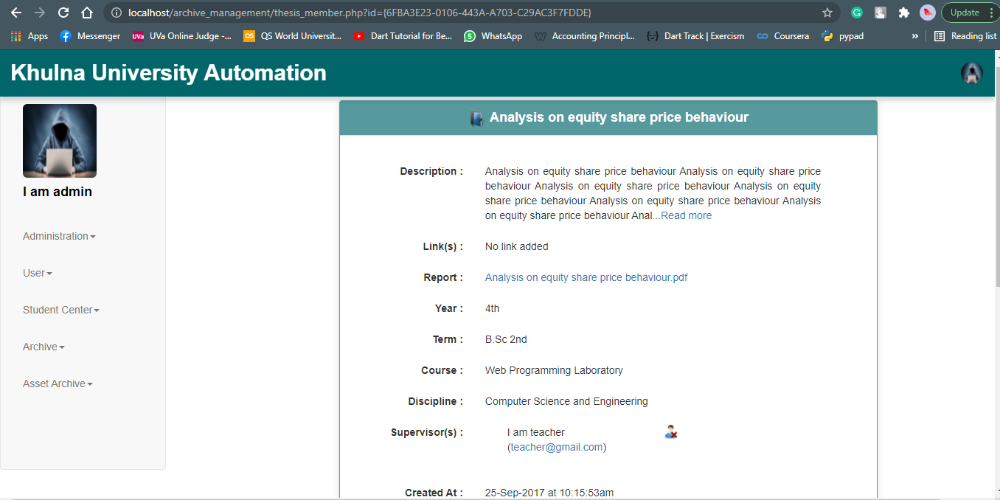 localhost/archive_management/thesis_member.php?id={6FBA3E23-0106-443A-A703-C29AC3F7FDDE}
Update
Apps
Messenger
UVa
UVa Online Judge -...
QS
QS World Universit...
Dart Tutorial for Be...
WhatsApp
Accounting Principl...
Dart Track | Exercism
Coursera
pypad
»
Reading list
Khulna University Automation
I am admin
Administration
User
Student Center
Archive
Asset Archive
Analysis on equity share price behaviour
Description :
Analysis on equity share price behaviour Analysis on equity share price
behaviour Analysis on equity share price behaviour Analysis on equity
share price behaviour Analysis on equity share price behaviour Analysis
on equity share price behaviour Anal...Read more
Link(s) : No link added
Report : Analysis on equity share price behaviour.pdf
Year : 4th
Term : B.Sc 2nd
Course : Web Programming Laboratory
Discipline : Computer Science and Engineering
Supervisor(s) : I am teacher
(teacher@gmail.com)
Created At : 25-Sep-2017 at 10:15:53am